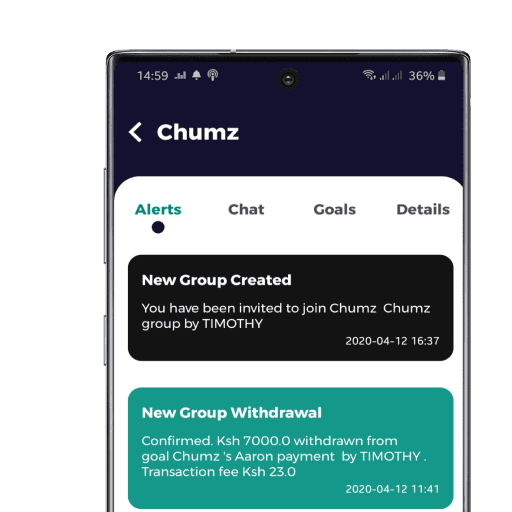 14:59 36%
Chumz
Alerts Chat Goals Details
New Group Created
You have been invited to join Chumz  Chumz
group by TIMOTHY
2020-04-12 16:37
New Group Withdrawal
Confirmed. Ksh 7000.0 withdrawn from
goal Chumz 's Aaron payment  by TIMOTHY .
Transaction fee Ksh 23.0
2020-04-12 11:41